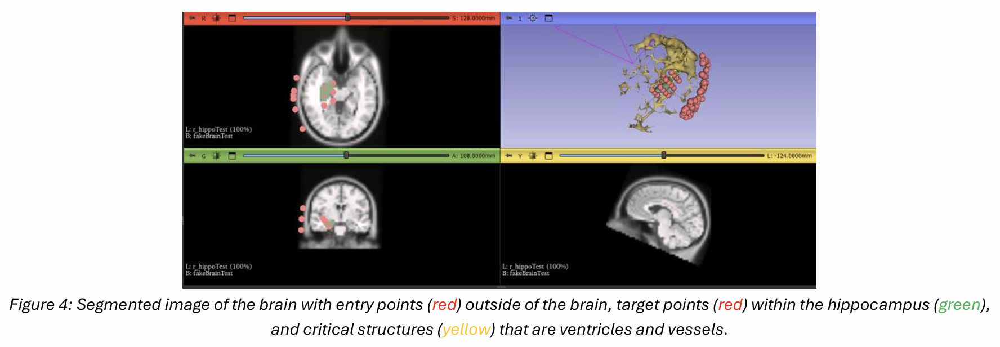 R S: 128.0000mm
1
L: r_hippoTest (100%)
B: fakeBrainTest
G A: 108.0000mm
Y L: -124.0000mm
L: r_hippoTest (100%)
B: fakeBrainTest
L: r_hippoTest (100%)
B: fakeBrainTest
Figure 4: Segmented image of the brain with entry points (red) outside of the brain, target points (red) within the hippocampus (green),
and critical structures (yellow) that are ventricles and vessels.